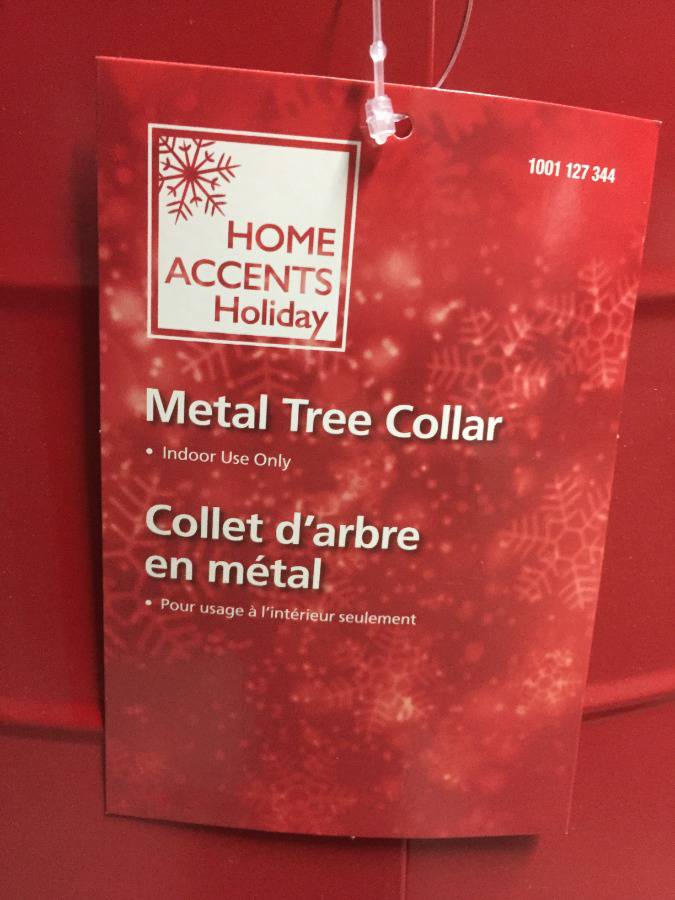 1001 127 344
HOME
ACCENTS
Holiday
Metal Tree Collar
• Indoor Use Only
Collet d'arbre
en métal
• Pour usage à l'intérieur seulement